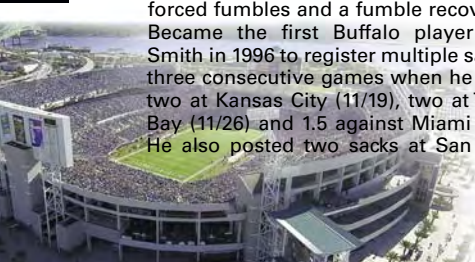 forced fumbles and a fumble recov
Became the first Buffalo player
Smith in 1996 to register multiple sa
three consecutive games when he
two at Kansas City (11/19), two at T
Bay (11/26) and 1.5 against Miami
He also posted two sacks at San